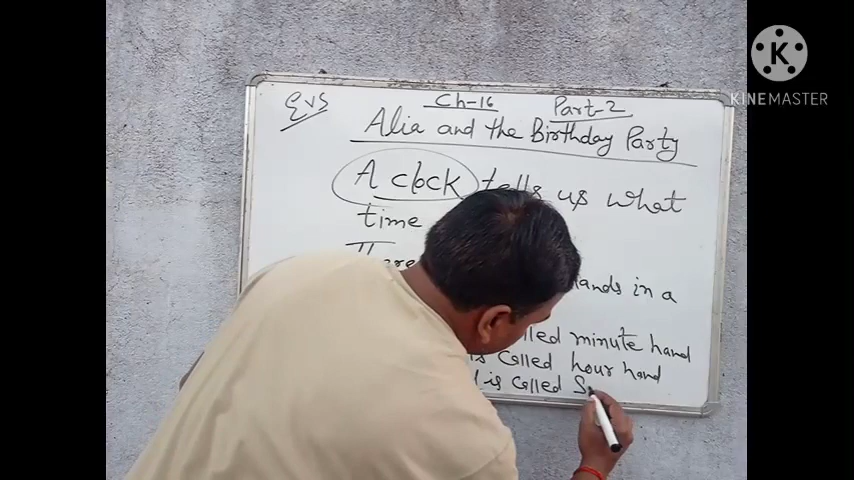 EVS
Ch-16 Part-2
Alia and the Birthday Party
A clock tells us what
time
There hands in a
minute hand
is called hour hand
is called
K
KINEMASTER